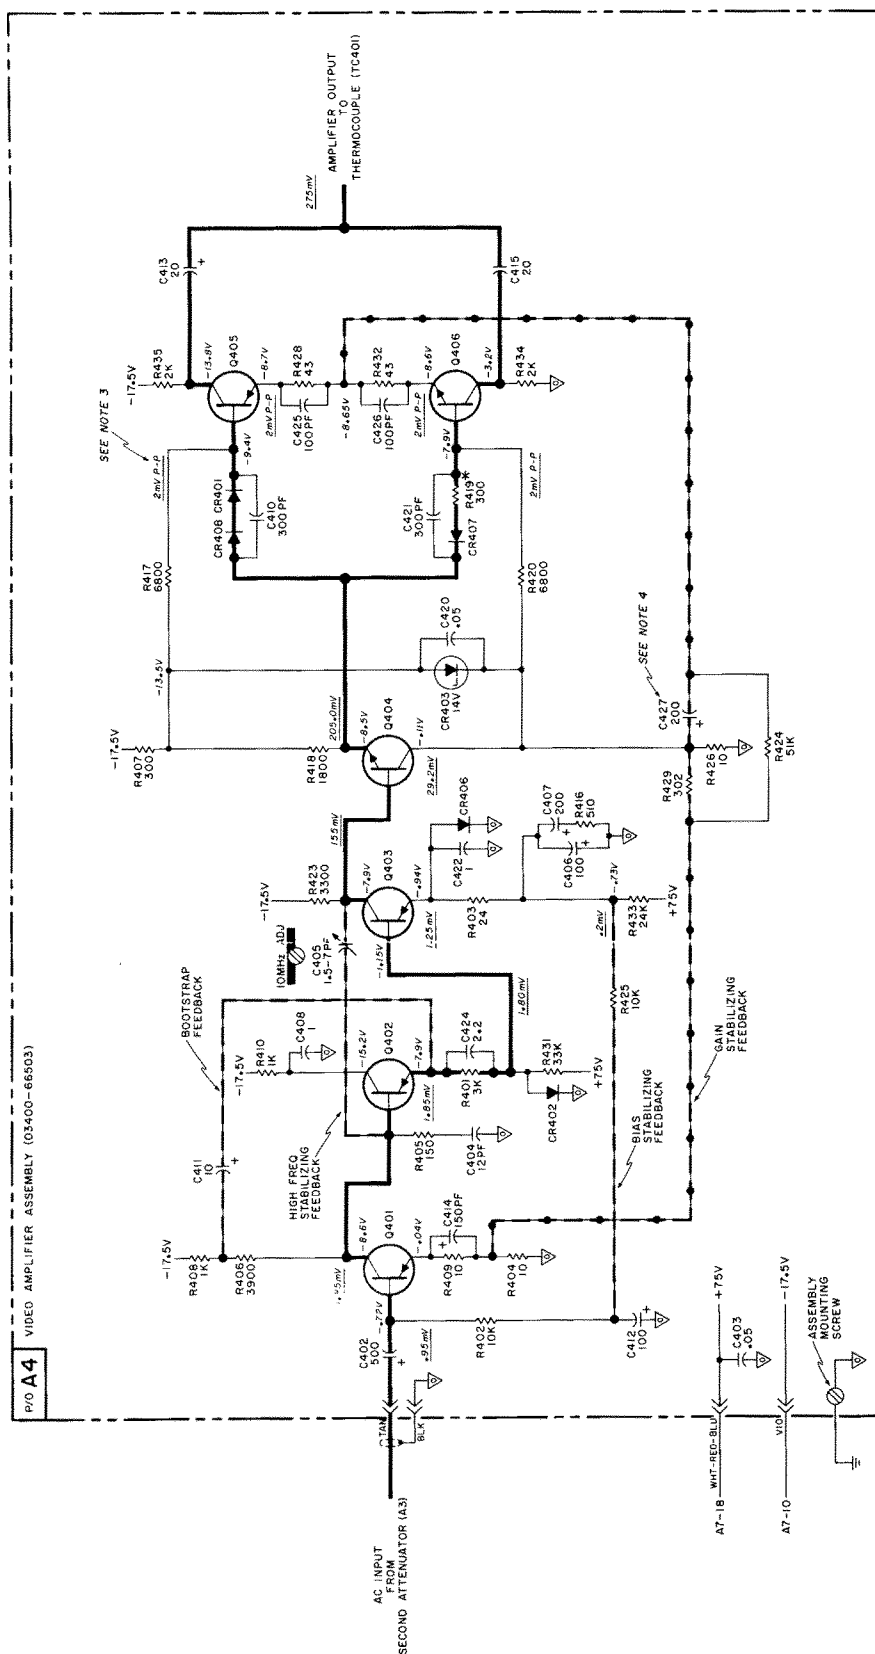 P/O A4 VIDEO AMPLIFIER ASSEMBLY (03400-66503)
AC INPUT
FROM
SECOND ATTENUATOR (A3)
TAN
BLK
C402
500
+
-.72V
.95mV
R402
10K
C412
100
+
-17.5V
R408
1K
R406
3900
C411
10
+
BOOTSTRAP
FEEDBACK
-8.6V
Q401
-.04V
C414
150PF
+
R409
10
R404
10
HIGH FREQ
STABILIZING
FEEDBACK
R405
150
C404
12PF
-17.5V
R410
1K
C408
1
-15.2V
Q402
-7.9V
1.85mV
C424
2.2
R401
3K
R431
33K
CR402
+75V
1.80mV
10MHz ADJ
C405
1.5-7PF
-17.5V
R423
3300
-7.9V
Q403
-1.15V
-.94V
1.25mV
R403
24
C422
1
CR406
C407
200
+
R416
510
C406
100
+
-.73V
.2mV
R433
24K
+75V
R425
10K
BIAS
STABILIZING
FEEDBACK
GAIN
STABILIZING
FEEDBACK
155mV
-17.5V
R407
300
R418
1800
205.0mV
-8.5V
Q404
-.11V
29.2mV
-13.5V
C420
.05
CR403
14V
R417
6800
R420
6800
SEE NOTE 3
2mV P-P
CR408 CR401
C410
300PF
-9.4V
C421
300PF
R419*
300
CR407
-7.9V
2mV P-P
-17.5V
R435
2K
-13.8V
Q405
-8.7V
2mV P-P
R428
43
C425
100PF
-8.65V
R432
43
C426
100PF
2mV P-P
-8.6V
Q406
-3.2V
R434
2K
C413
20
+
C415
20
275mV
AMPLIFIER OUTPUT
TO
THERMOCOUPLE (TC401)
SEE NOTE 4
C427
200
+
R429
302
R426
10
R424
51K
A7-18
WHT-RED-BLU
+75V
C403
.05
A7-10
VIO
-17.5V
ASSEMBLY
MOUNTING
SCREW